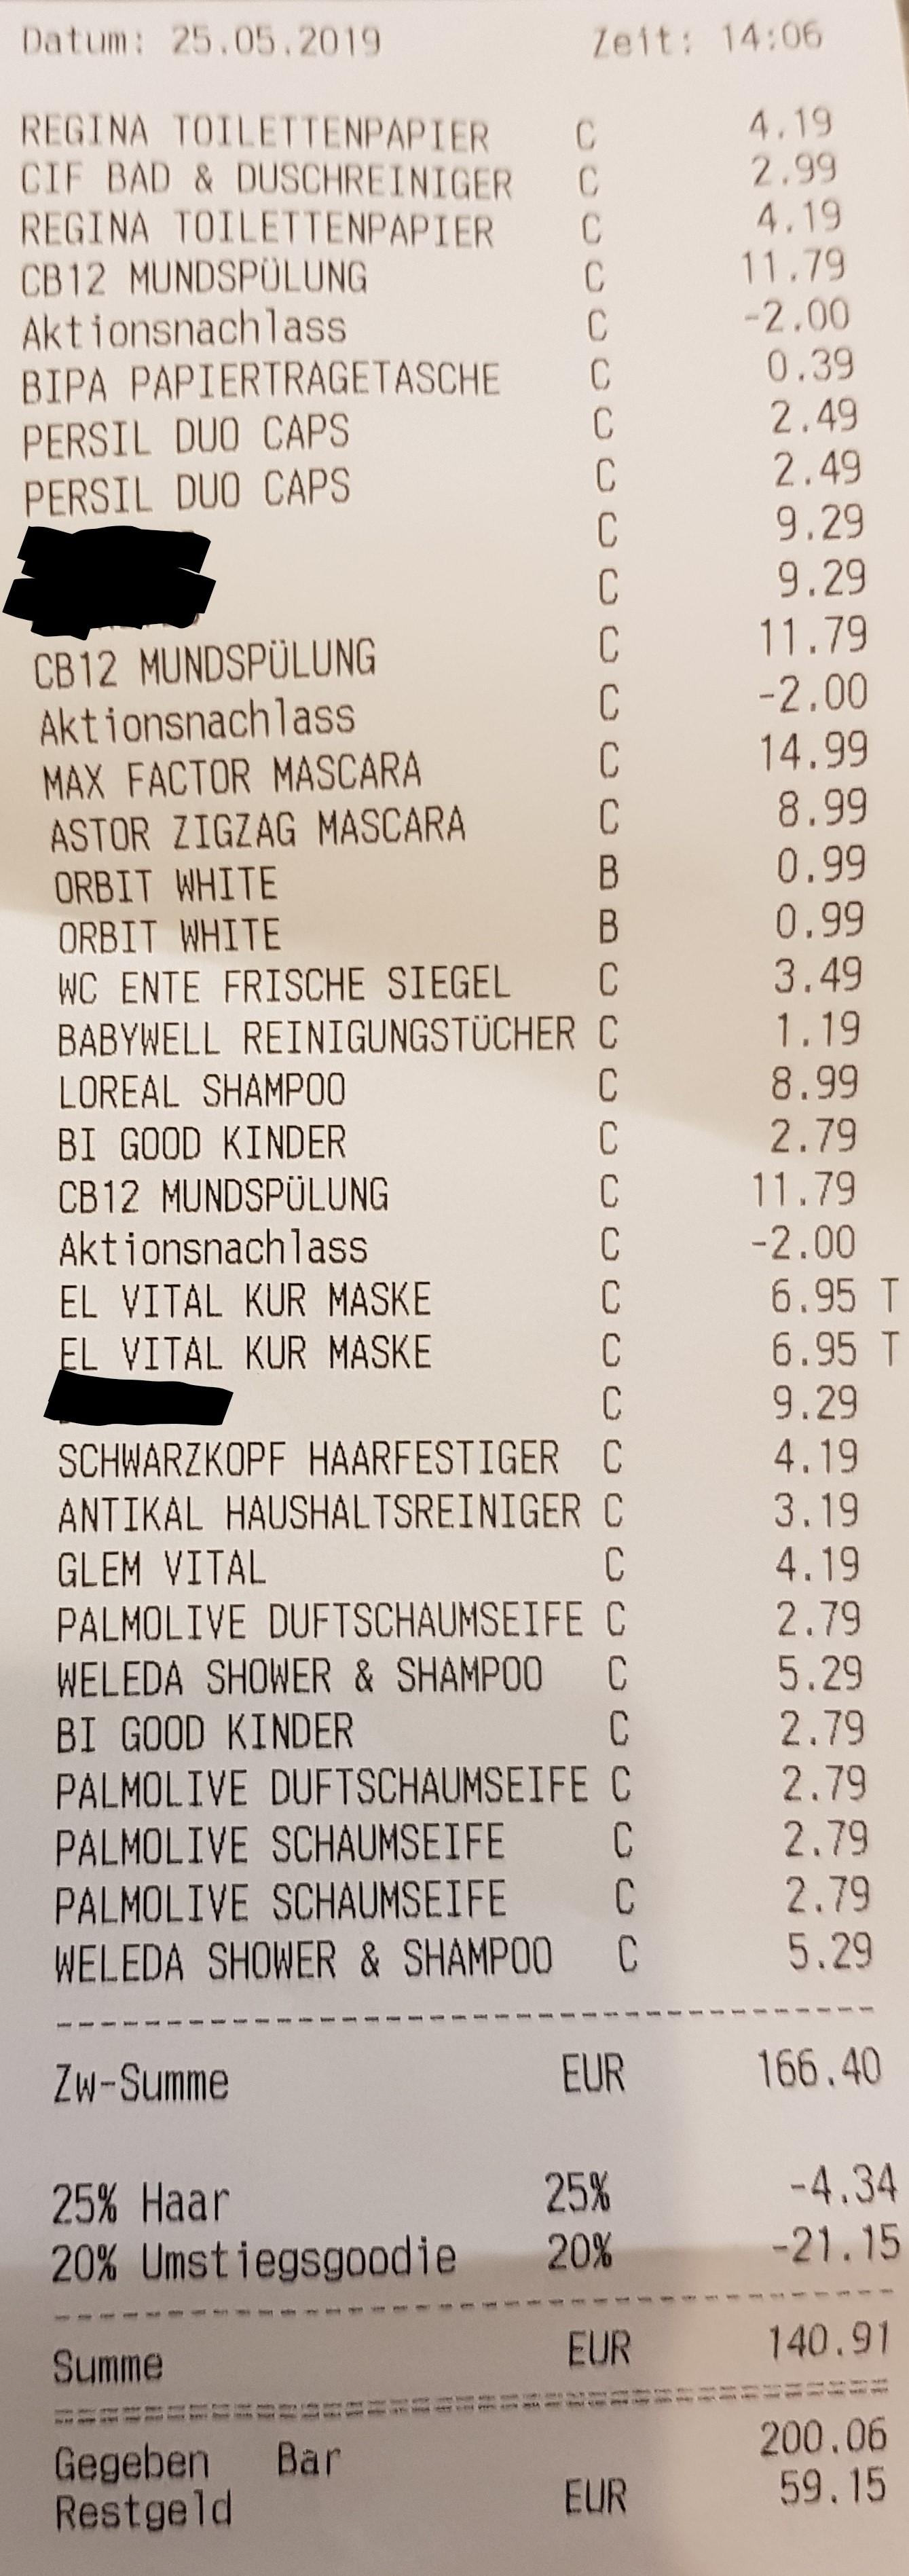 Datum: 25.05.2019 Zeit: 14:06
REGINA TOILETTENPAPIER C 4.19
CIF BAD & DUSCHREINIGER C 2.99
REGINA TOILETTENPAPIER C 4.19
CB12 MUNDSPÜLUNG C 11.79
Aktionsnachlass C -2.00
BIPA PAPIERTRAGETASCHE C 0.39
PERSIL DUO CAPS C 2.49
PERSIL DUO CAPS C 2.49
C 9.29
C 9.29
CB12 MUNDSPÜLUNG C 11.79
Aktionsnachlass C -2.00
MAX FACTOR MASCARA C 14.99
ASTOR ZIGZAG MASCARA C 8.99
ORBIT WHITE B 0.99
ORBIT WHITE B 0.99
WC ENTE FRISCHE SIEGEL C 3.49
BABYWELL REINIGUNGSTÜCHER C 1.19
LOREAL SHAMPOO C 8.99
BI GOOD KINDER C 2.79
CB12 MUNDSPÜLUNG C 11.79
Aktionsnachlass C -2.00
EL VITAL KUR MASKE C 6.95 T
EL VITAL KUR MASKE C 6.95 T
C 9.29
SCHWARZKOPF HAARFESTIGER C 4.19
ANTIKAL HAUSHALTSREINIGER C 3.19
GLEM VITAL C 4.19
PALMOLIVE DUFTSCHAUMSEIFE C 2.79
WELEDA SHOWER & SHAMPOO C 5.29
BI GOOD KINDER C 2.79
PALMOLIVE DUFTSCHAUMSEIFE C 2.79
PALMOLIVE SCHAUMSEIFE C 2.79
PALMOLIVE SCHAUMSEIFE C 2.79
WELEDA SHOWER & SHAMPOO C 5.29
Zw-Summe EUR 166.40
25% Haar 25% -4.34
20% Umstiegsgoodie 20% -21.15
Summe EUR 140.91
Gegeben Bar 200.06
Restgeld EUR 59.15